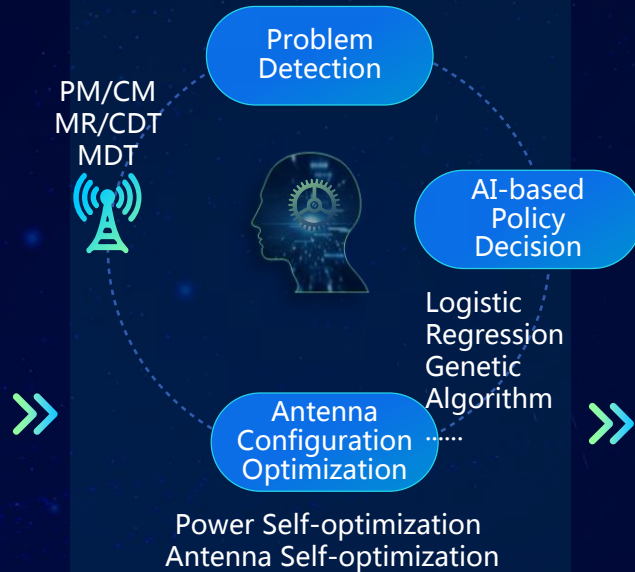 Problem
Detection
PM/CM
MR/CDT
MDT
AI-based
Policy
Decision
Logistic
Regression
Genetic
Algorithm
......
Antenna
Configuration
Optimization
Power Self-optimization
Antenna Self-optimization